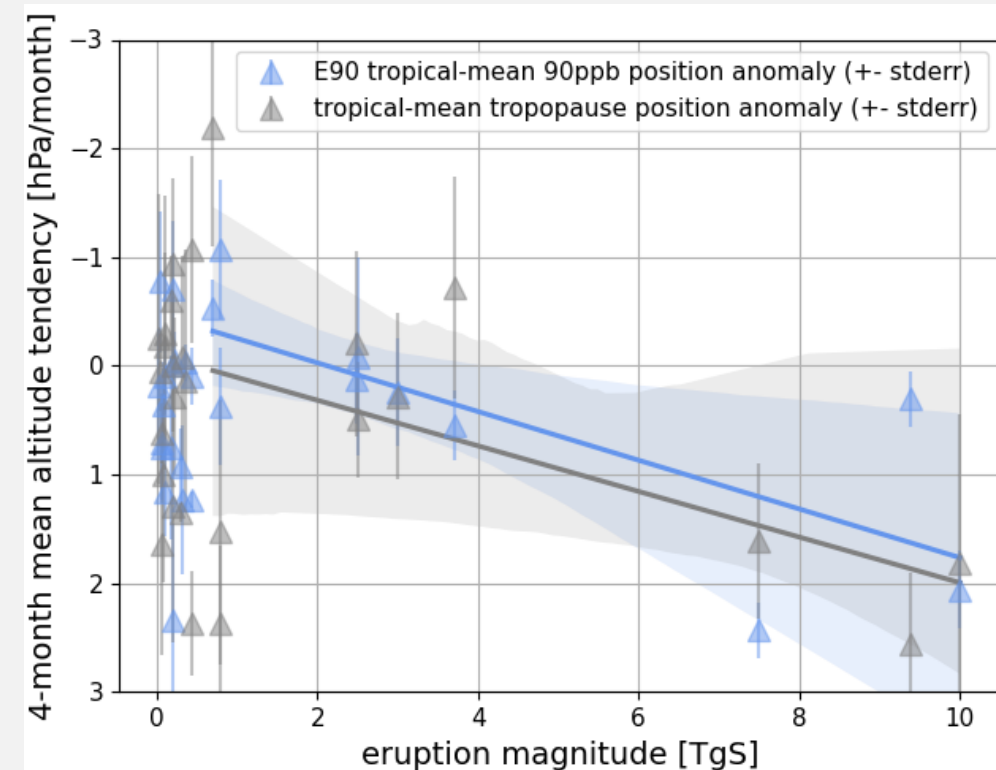 4-month mean altitude tendency [hPa/month]
−3
−2
−1
0
1
2
3
E90 tropical-mean 90ppb position anomaly (+- stderr)
tropical-mean tropopause position anomaly (+- stderr)
0 2 4 6 8 10
eruption magnitude [TgS]